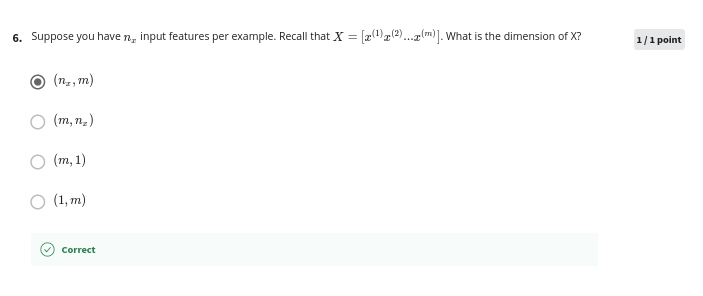 6. Suppose you have $n_x$ input features per example. Recall that $X = [x^{(1)} x^{(2)} ... x^{(m)}]$. What is the dimension of X? 1 / 1 point
$(n_x, m)$
$(m, n_x)$
$(m, 1)$
$(1, m)$
Correct